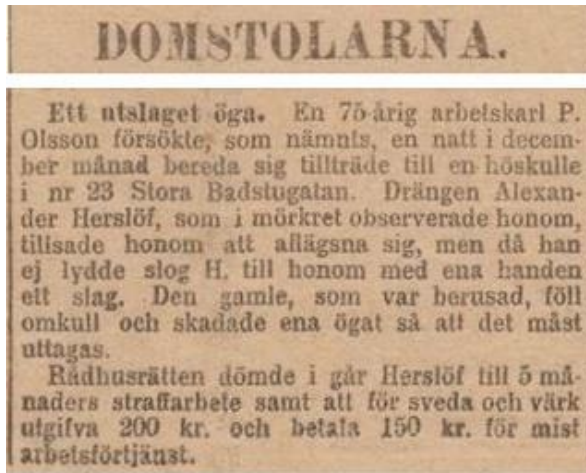 DOMSTOLARNA.
Ett utslaget öga. En 75-årig arbetskarl P.
Olsson försökte, som nämnts, en natt i decem-
ber månad bereda sig tillträde till en höskulle
i nr 23 Stora Badstugatan. Drängen Alexan-
der Herslöf, som i mörkret observerade honom,
tillsade honom att aflägsna sig, men då han
ej lydde slog H. till honom med ena handen
ett slag. Den gamle, som var berusad, föll
omkull och skadade ena ögat så att det måst
uttagas.
Rådhusrätten dömde i går Herslöf till 5 må-
naders straffarbete samt att för sveda och värk
utgifva 200 kr. och betala 150 kr. för mist
arbetsförtjänst.